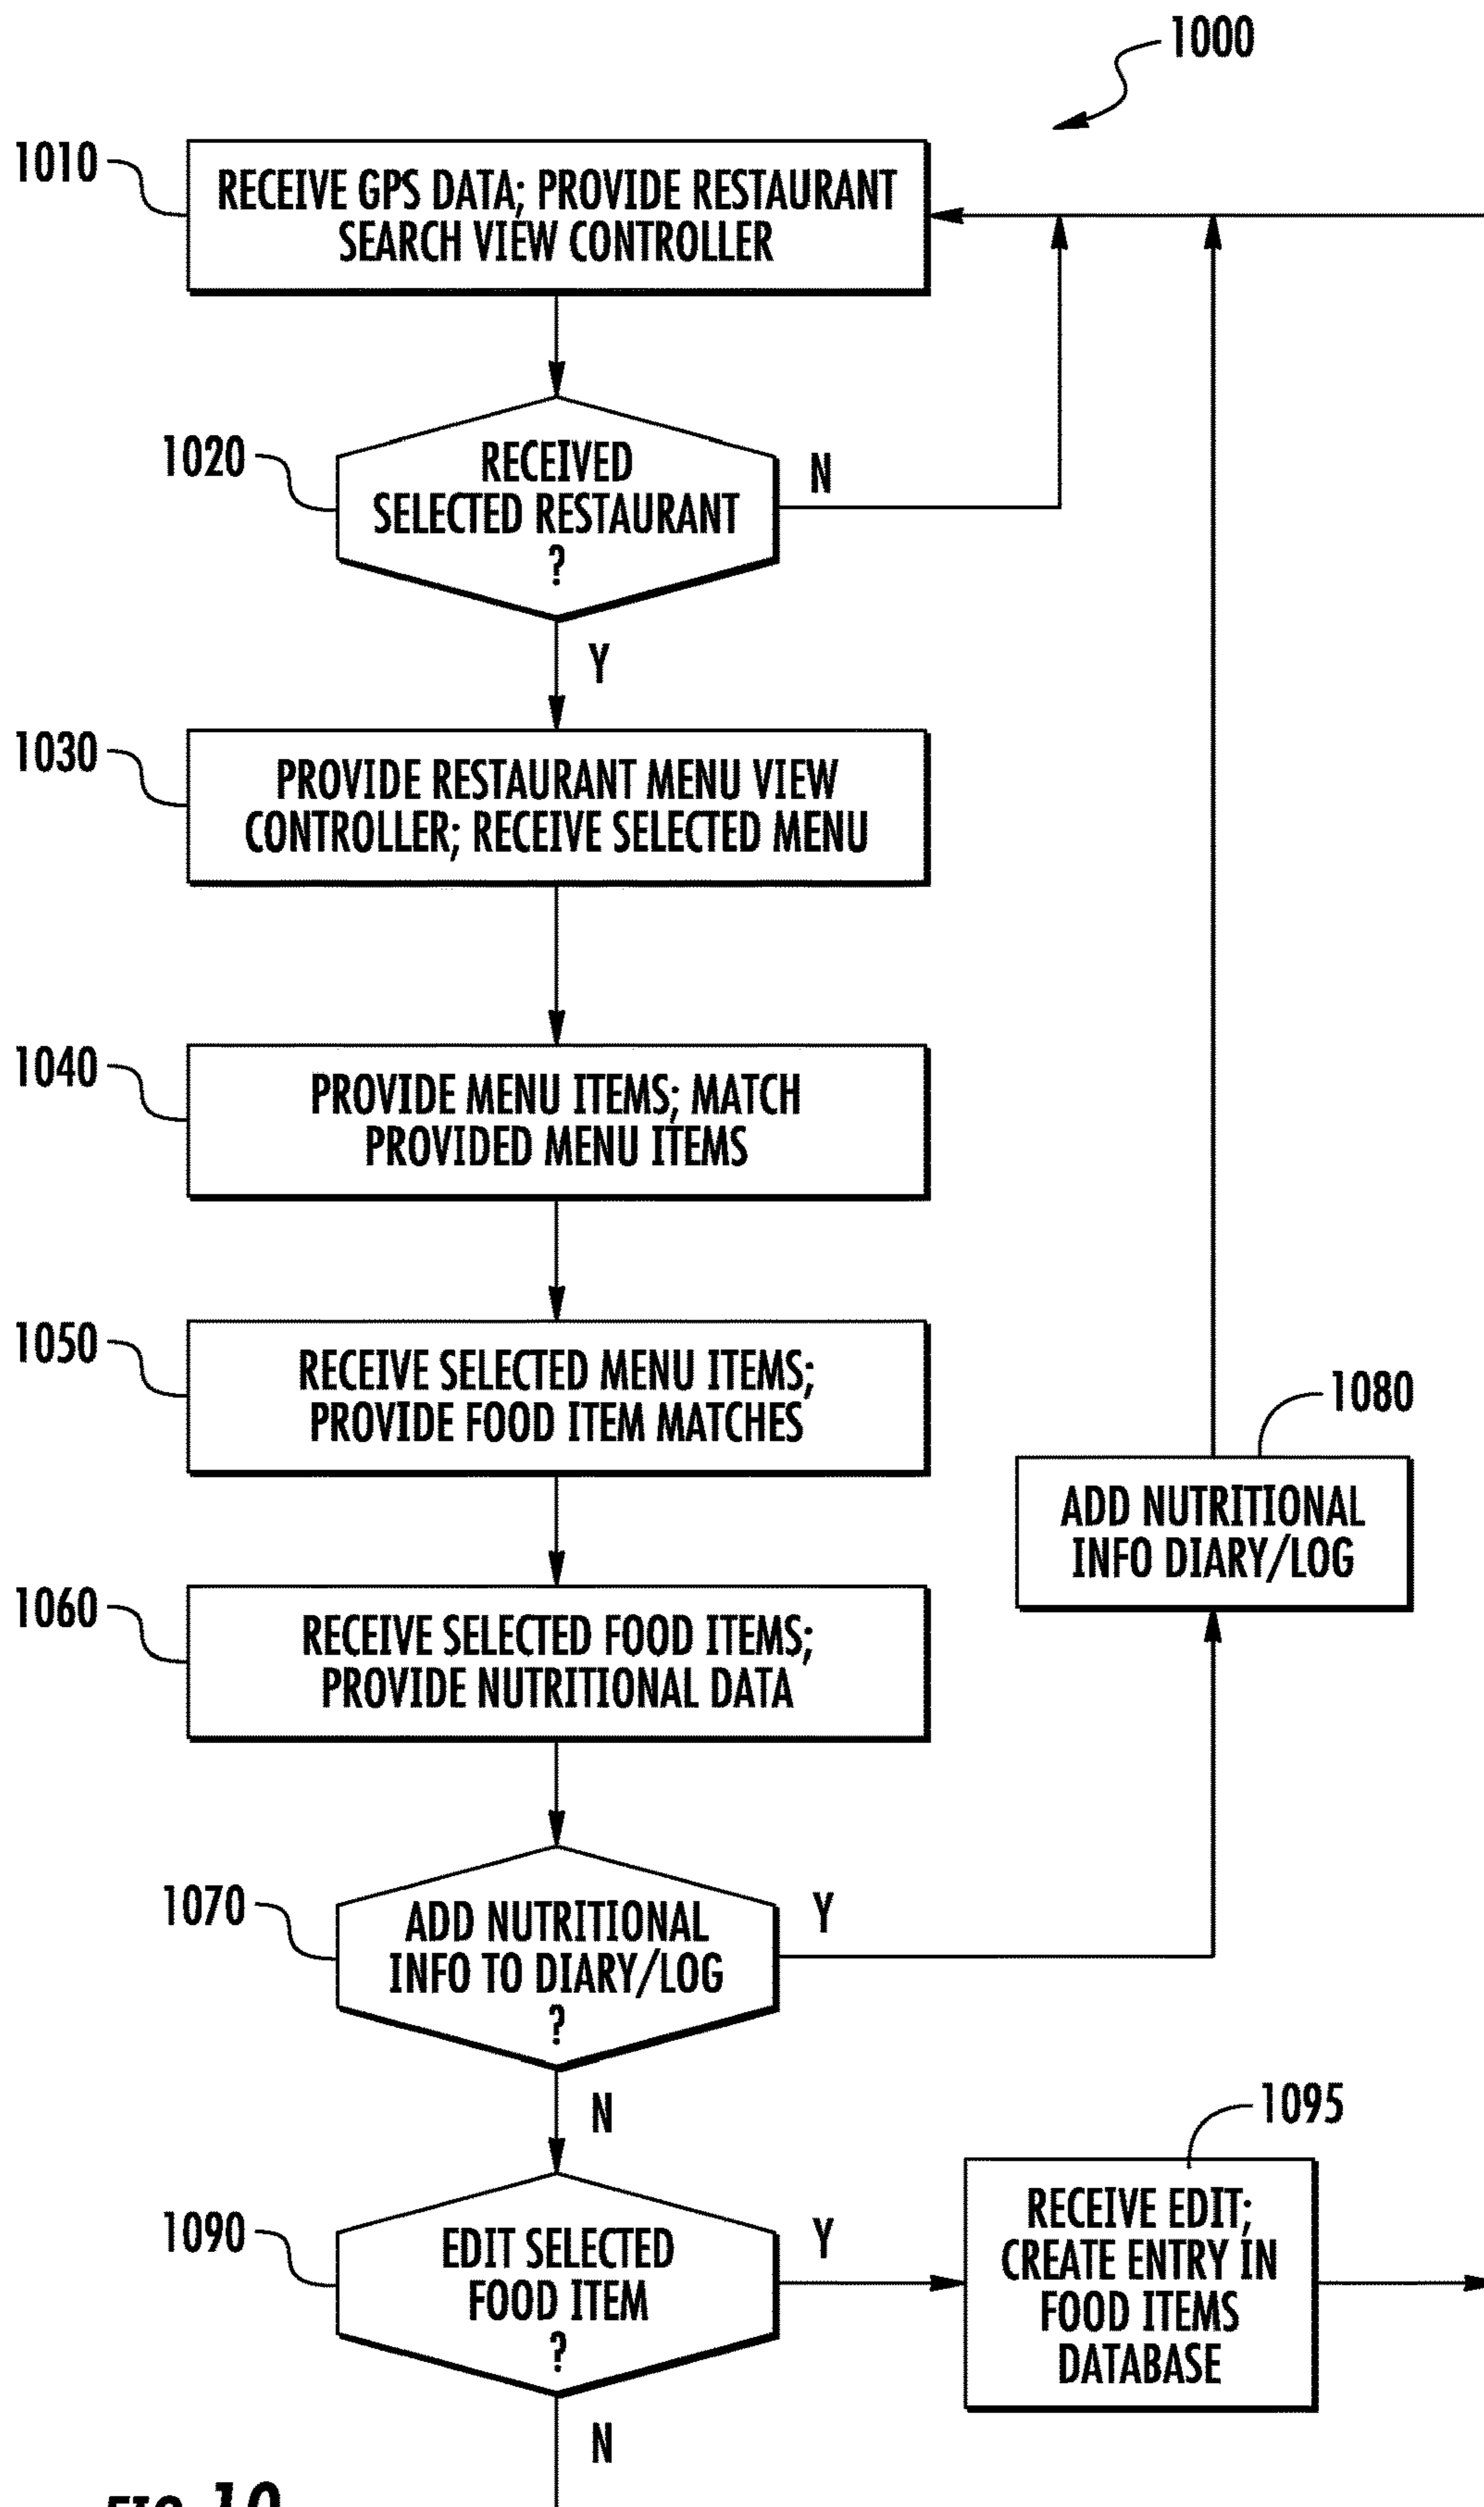 1000
1010
RECEIVE GPS DATA; PROVIDE RESTAURANT
SEARCH VIEW CONTROLLER
1020
RECEIVED
SELECTED RESTAURANT
?
N
Y
1030
PROVIDE RESTAURANT MENU VIEW
CONTROLLER; RECEIVE SELECTED MENU
1040
PROVIDE MENU ITEMS; MATCH
PROVIDED MENU ITEMS
1050
RECEIVE SELECTED MENU ITEMS;
PROVIDE FOOD ITEM MATCHES
1080
ADD NUTRITIONAL
INFO DIARY/LOG
1060
RECEIVE SELECTED FOOD ITEMS;
PROVIDE NUTRITIONAL DATA
1070
ADD NUTRITIONAL
INFO TO DIARY/LOG
?
Y
N
1090
EDIT SELECTED
FOOD ITEM
?
Y
N
1095
RECEIVE EDIT;
CREATE ENTRY IN
FOOD ITEMS
DATABASE